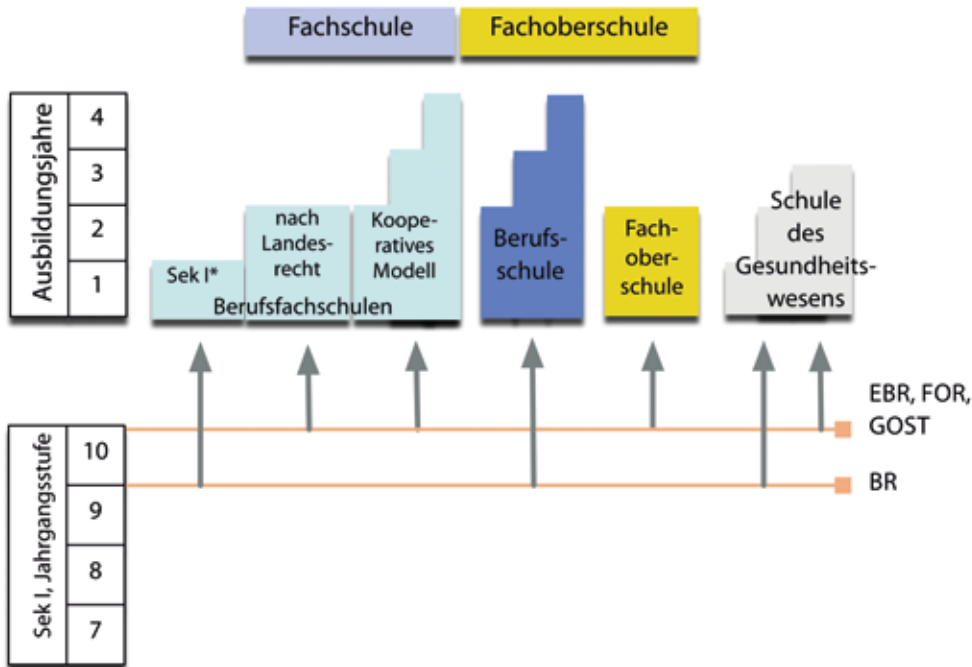 Fachschule
Fachoberschule
Ausbildungsjahre
4
3
2
1
Sek I*
nach
Landes-
recht
Koope-
ratives
Modell
Berufsfachschulen
Berufs-
schule
Fach-
ober-
schule
Schule
des
Gesundheits-
wesens
EBR, FOR,
GOST
BR
Sek I, Jahrgangsstufe
10
9
8
7